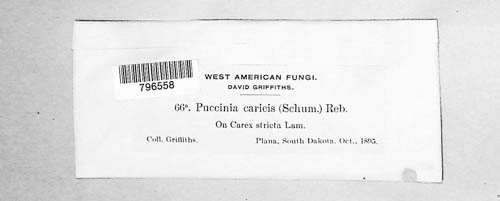 WEST AMERICAN FUNGI.
DAVID GRIFFITHS.
796558
66a. Puccinia caricis (Schum.) Reb.
On Carex stricta Lam.
Coll. Griffiths. Plana, South Dakota, Oct., 1895.